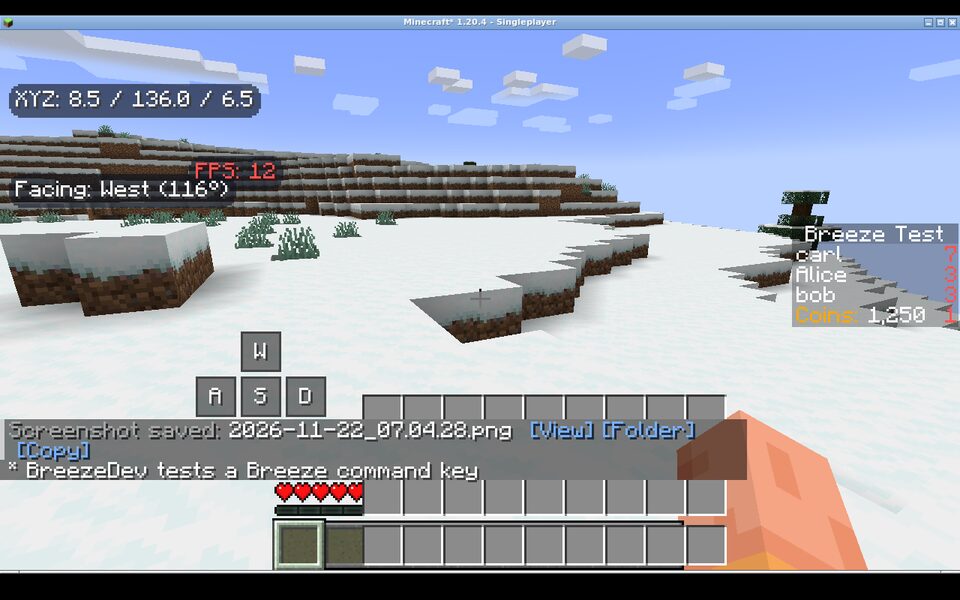 Minecraft* 1.20.4 - Singleplayer
XYZ: 8.5 / 136.0 / 6.5
FPS: 12
Facing: West (116°)
Breeze Test
carl 7
Alice 3
bob 3
Coins: 1,250 1
W
A S D
Screenshot saved: 2026-11-22_07.04.28.png [View] [Folder]
[Copy]
* BreezeDev tests a Breeze command key